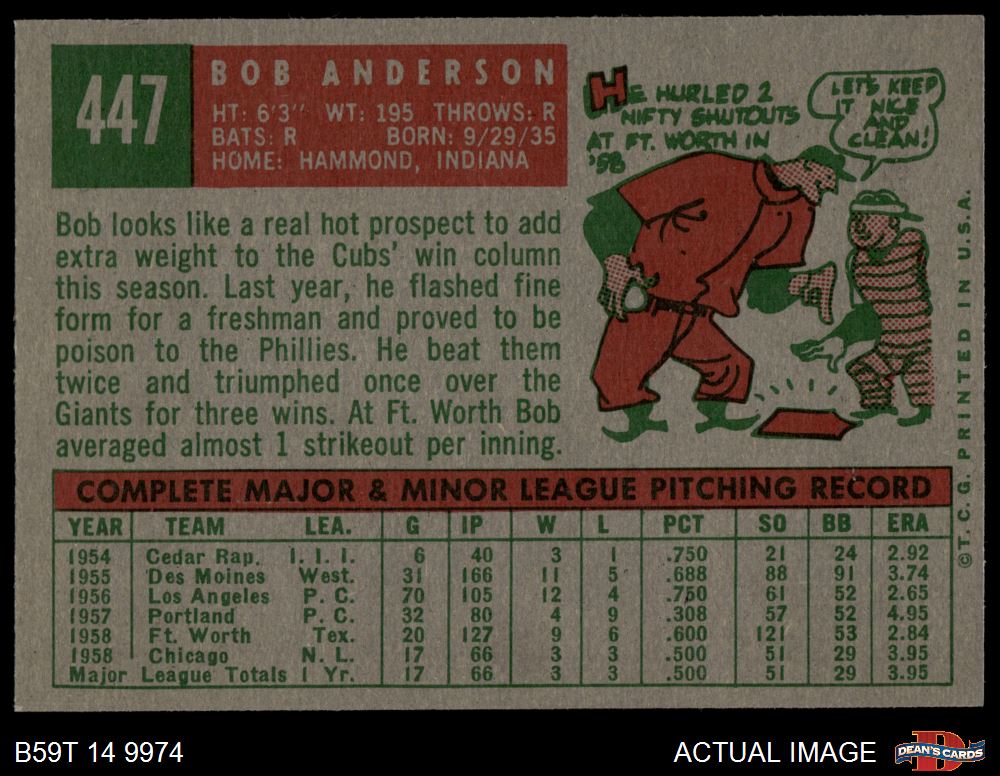 447
BOB ANDERSON
HT: 6'3'' WT: 195 THROWS: R
BATS: R BORN: 9/29/35
HOME: HAMMOND, INDIANA
HE HURLED 2
NIFTY SHUTOUTS
AT FT. WORTH IN
'58
LET'S KEEP
IT NICE
AND
CLEAN!
Bob looks like a real hot prospect to add
extra weight to the Cubs' win column
this season. Last year, he flashed fine
form for a freshman and proved to be
poison to the Phillies. He beat them
twice and triumphed once over the
Giants for three wins. At Ft. Worth Bob
averaged almost 1 strikeout per inning.
COMPLETE MAJOR & MINOR LEAGUE PITCHING RECORD
YEAR TEAM LEA. G IP W L PCT SO BB ERA
1954 Cedar Rap. I. I. I. 6 40 3 1 .750 21 24 2.92
1955 Des Moines West. 31 166 11 5 .688 88 91 3.74
1956 Los Angeles P. C. 70 105 12 4 .750 61 52 2.65
1957 Portland P. C. 32 80 4 9 .308 57 52 4.95
1958 Ft. Worth Tex. 20 127 9 6 .600 121 53 2.84
1958 Chicago N. L. 17 66 3 3 .500 51 29 3.95
Major League Totals 1 Yr. 17 66 3 3 .500 51 29 3.95
©T. C. G. PRINTED IN U.S.A.
B59T 14 9974
ACTUAL IMAGE
DEAN'S CARDS